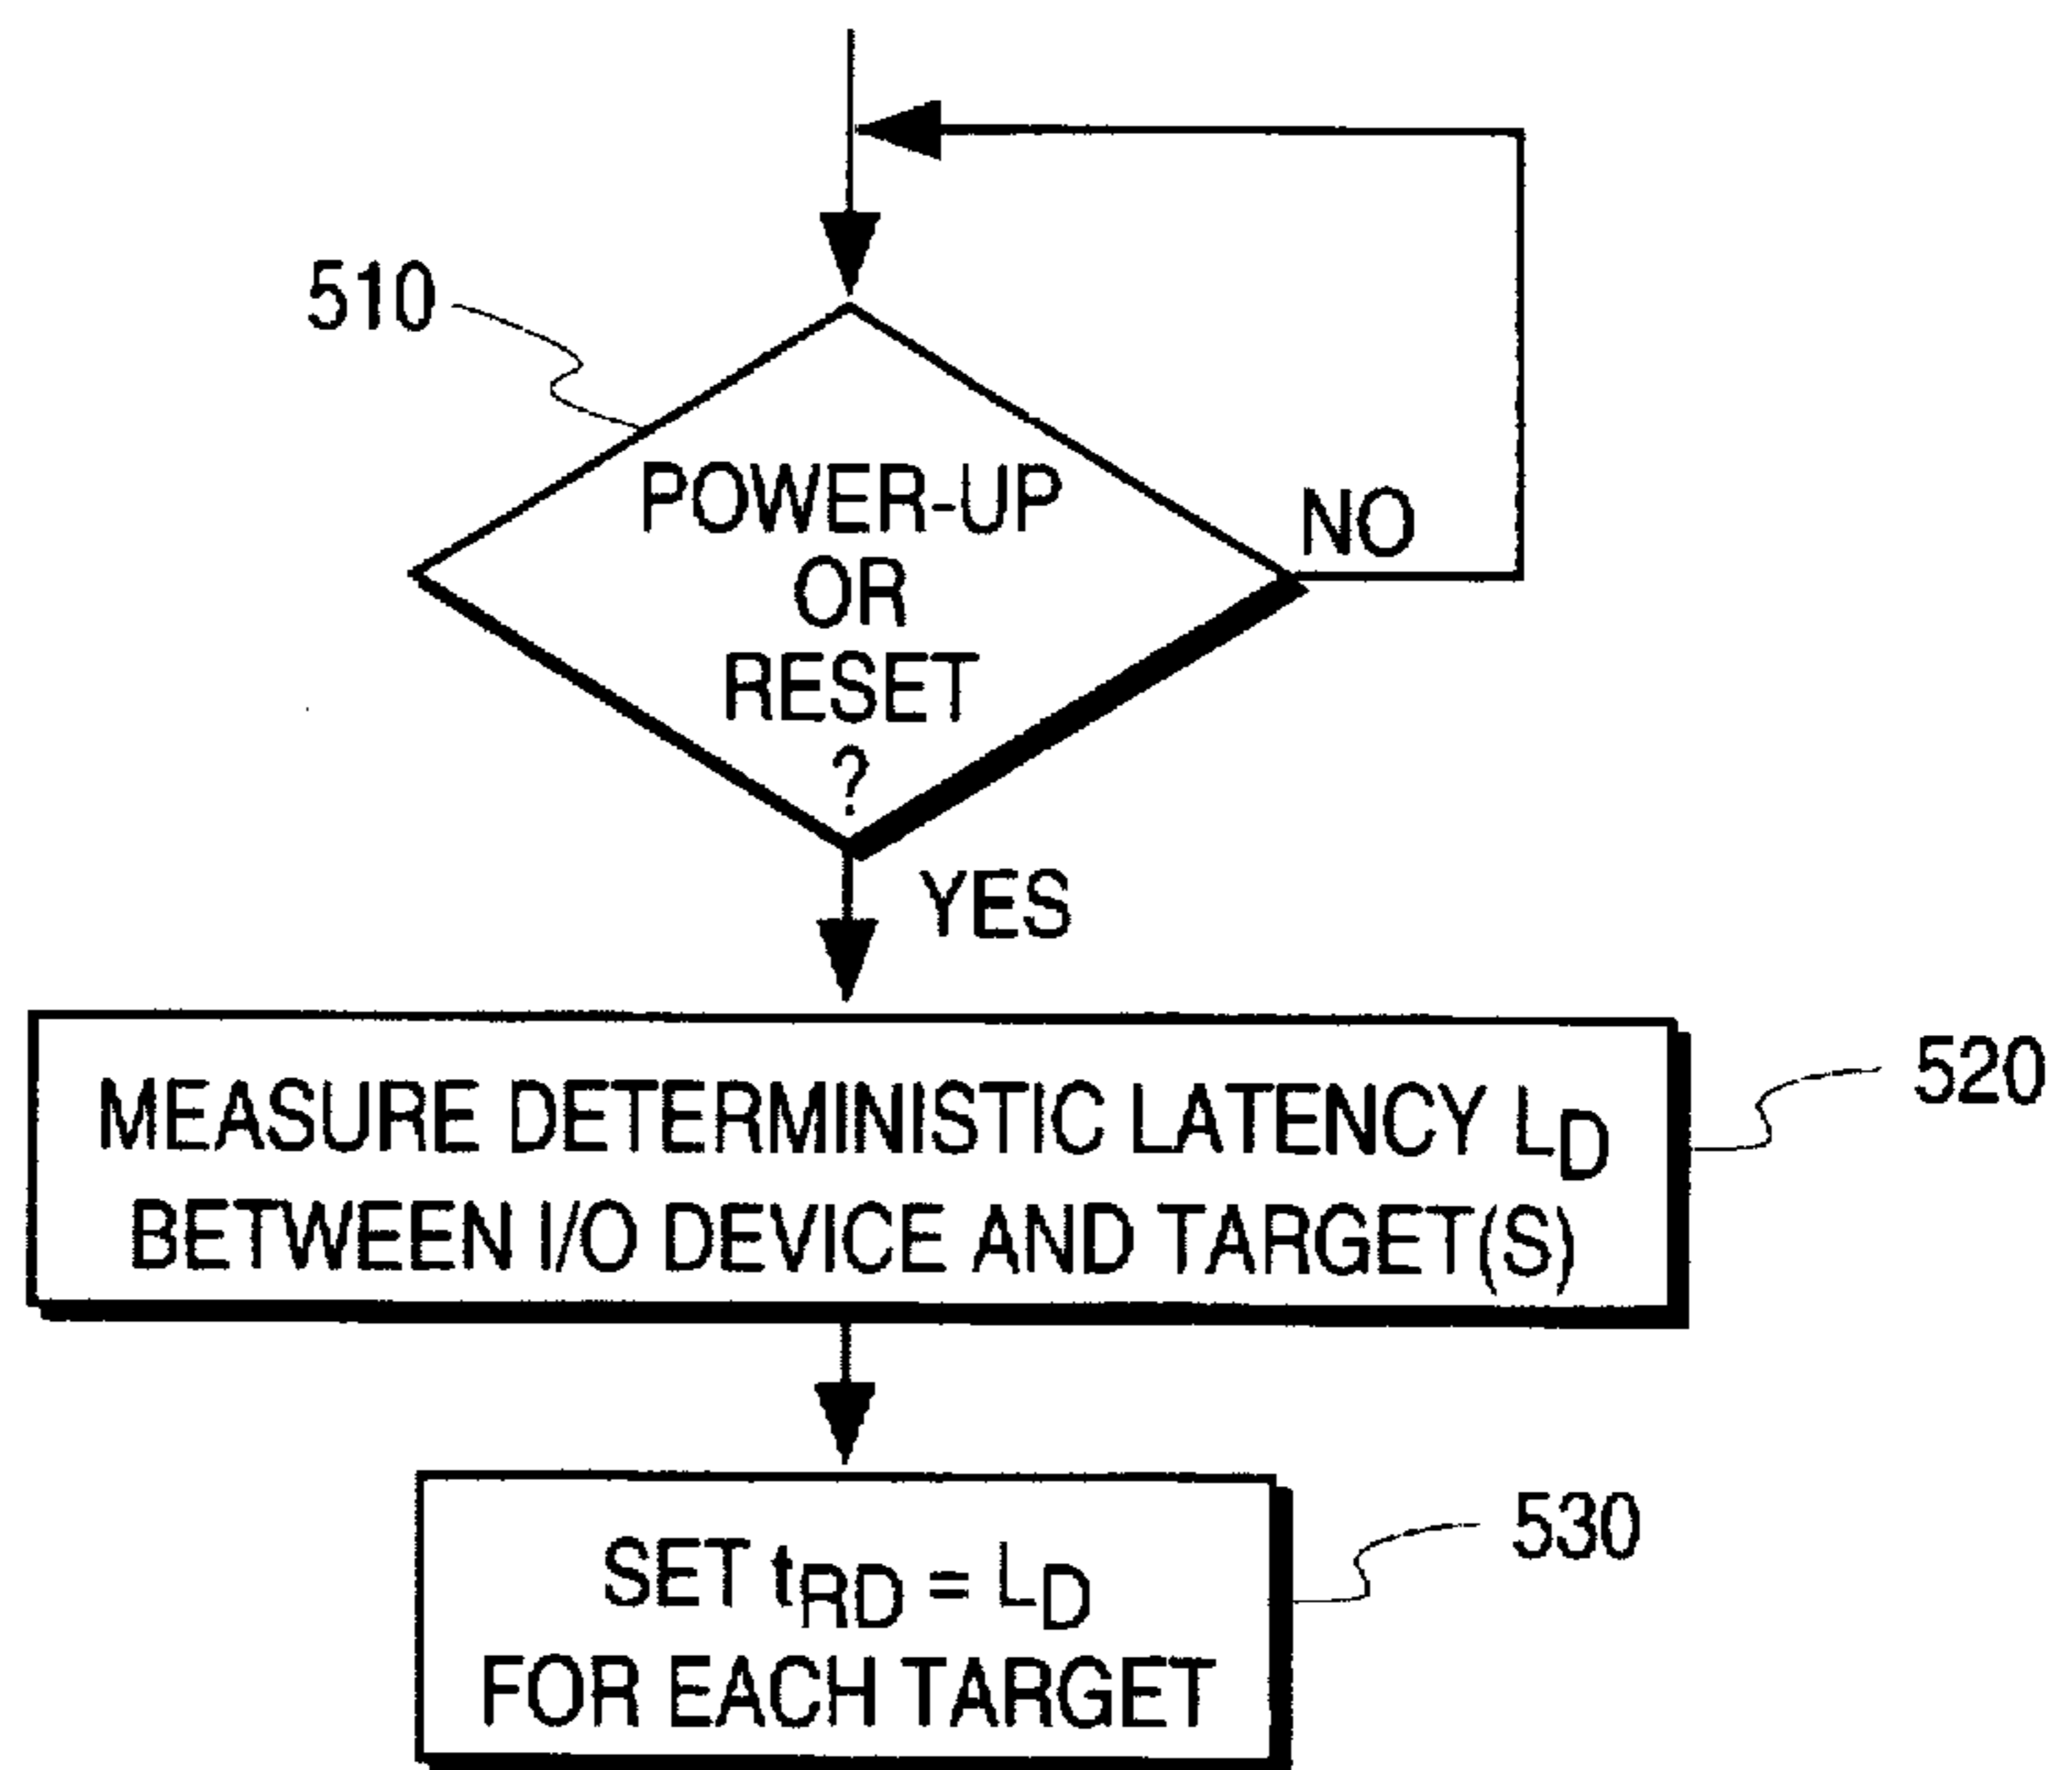 510
POWER-UP
OR
RESET
?
NO
YES
MEASURE DETERMINISTIC LATENCY LD
BETWEEN I/O DEVICE AND TARGET(S)
520
SET tRD = LD
FOR EACH TARGET
530